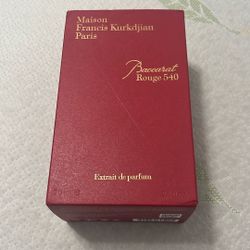 Maison
Francis Kurkdjian
Paris
Baccarat
Rouge 540
Extrait de parfum